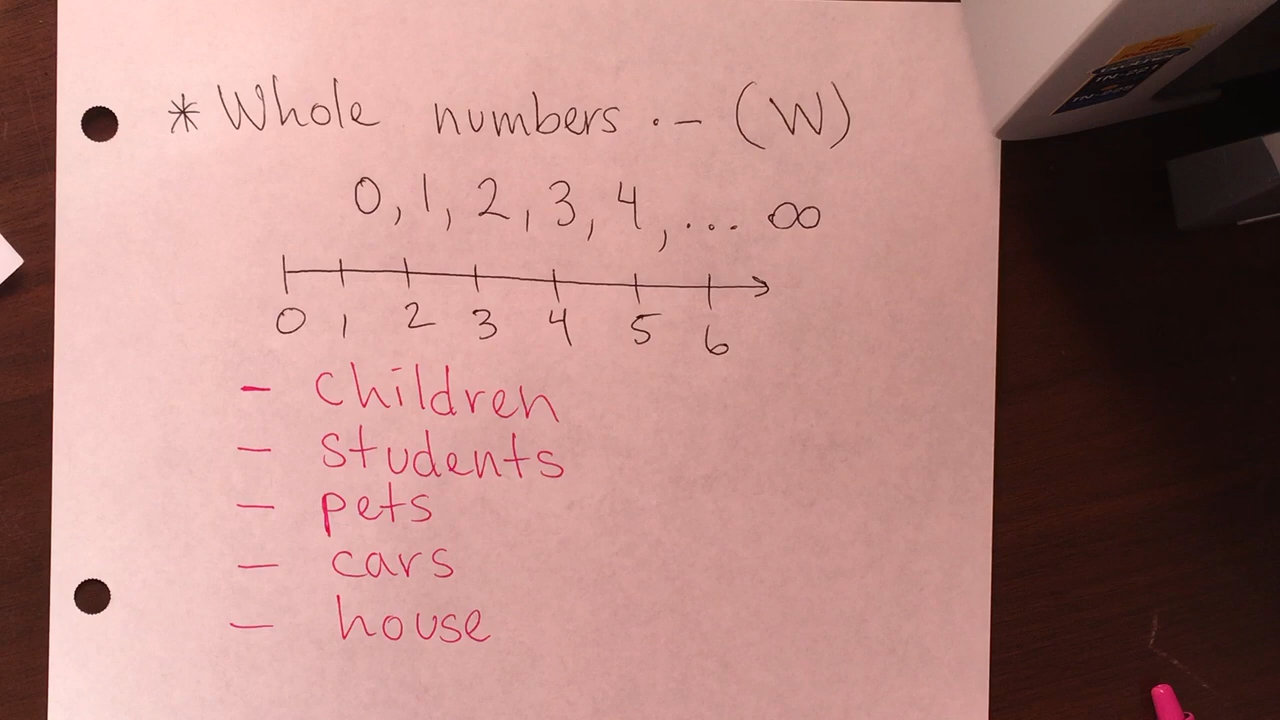 * Whole numbers .- (W)
0, 1, 2, 3, 4, ... ∞
0 1 2 3 4 5 6
- children
- students
- pets
- cars
- house